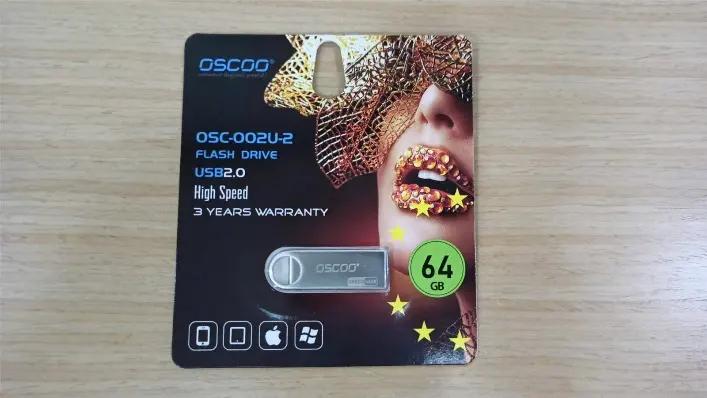 OSCOO®
OSC-002U-2
FLASH DRIVE
USB2.0
High Speed
3 YEARS WARRANTY
OSCOO®
64
GB